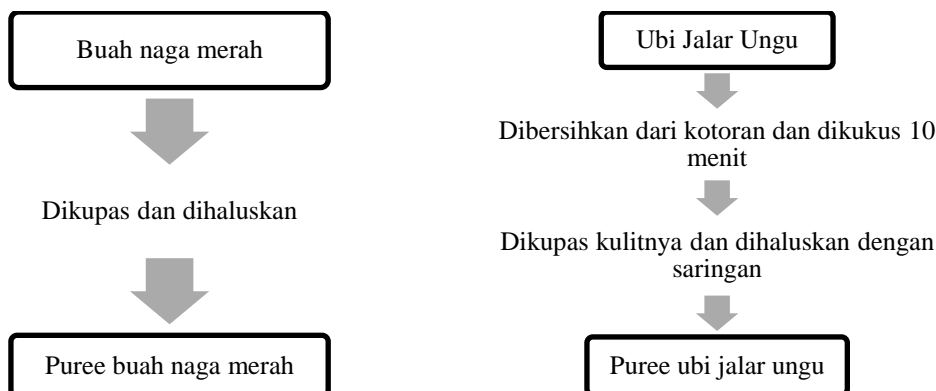 Buah naga merah
Dikupas dan dihaluskan
Puree buah naga merah
Ubi Jalar Ungu
Dibersihkan dari kotoran dan dikukus 10
menit
Dikupas kulitnya dan dihaluskan dengan
saringan
Puree ubi jalar ungu